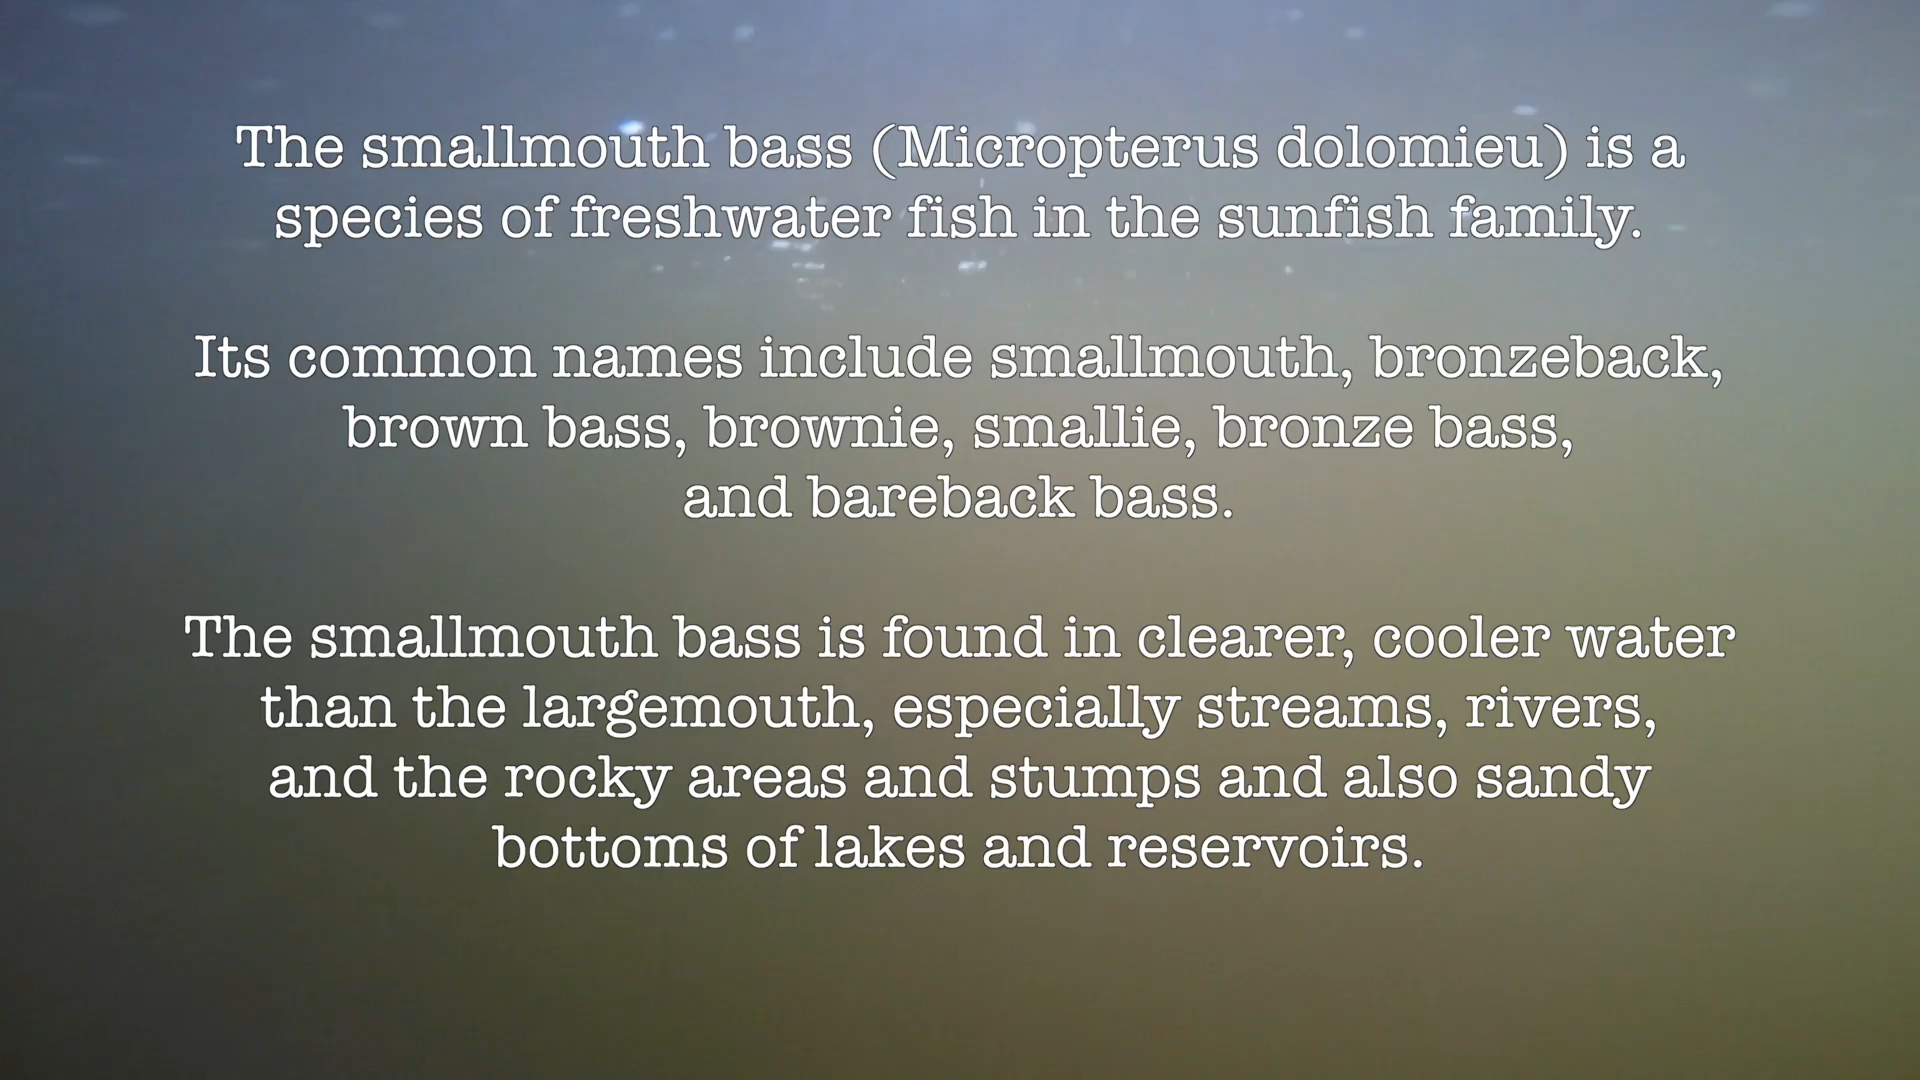 The smallmouth bass (Micropterus dolomieu) is a
species of freshwater fish in the sunfish family.
Its common names include smallmouth, bronzeback,
brown bass, brownie, smallie, bronze bass,
and bareback bass.
The smallmouth bass is found in clearer, cooler water
than the largemouth, especially streams, rivers,
and the rocky areas and stumps and also sandy
bottoms of lakes and reservoirs.